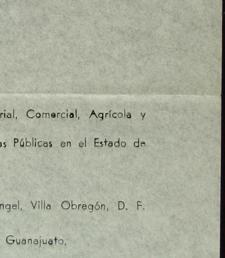 rial, Comercial, Agrícola y
as Públicas en el Estado de
ngel, Villa Obregón, D. F.
Guanajuato,